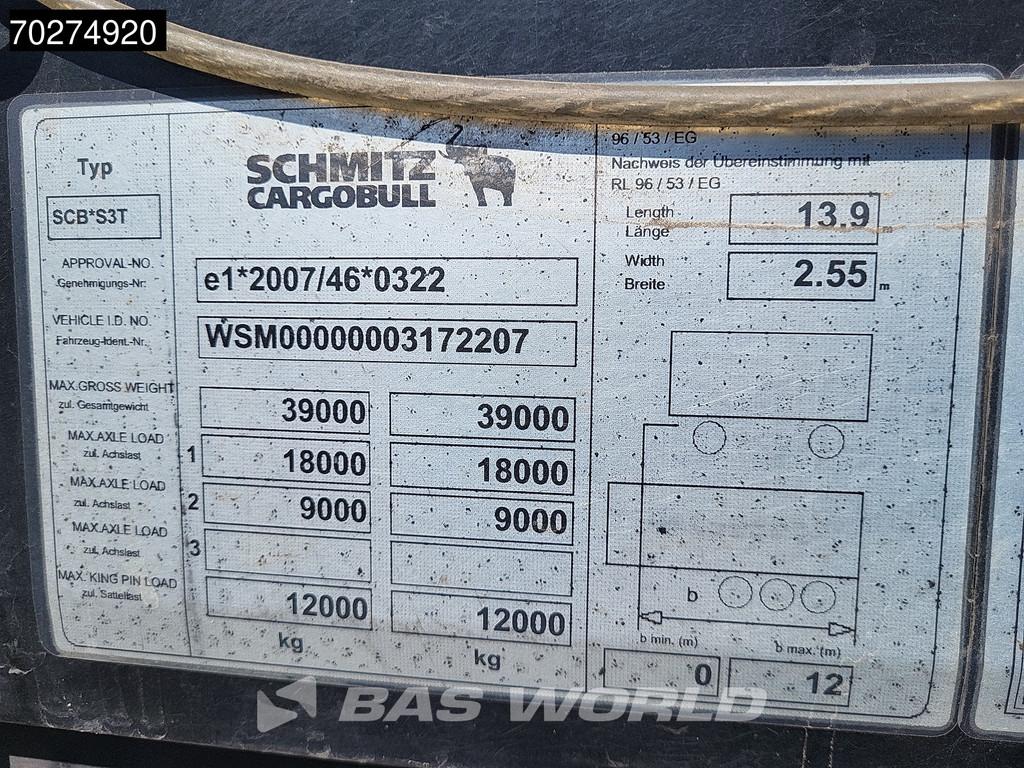 70274920
Typ
SCB*S3T
SCHMITZ
CARGOBULL
96 / 53 / EG
Nachweis der Übereinstimmung mit
RL 96 / 53 / EG
Length
Länge
13.9
Width
Breite
2.55 m
APPROVAL-NO.
Genehmigungs-Nr:
e1*2007/46*0322
VEHICLE I.D. NO.
Fahrzeug-Ident.-Nr.
WSM00000003172207
MAX.GROSS WEIGHT
zul. Gesamtgewicht
39000 39000
MAX.AXLE LOAD
zul. Achslast
1 18000 18000
MAX.AXLE LOAD
zul. Achslast
2 9000 9000
MAX.AXLE LOAD
zul. Achslast
3
MAX. KING PIN LOAD
zul. Sattellast
12000 12000
kg kg
b
b min. (m) b max. (m)
0 12
BAS WORLD